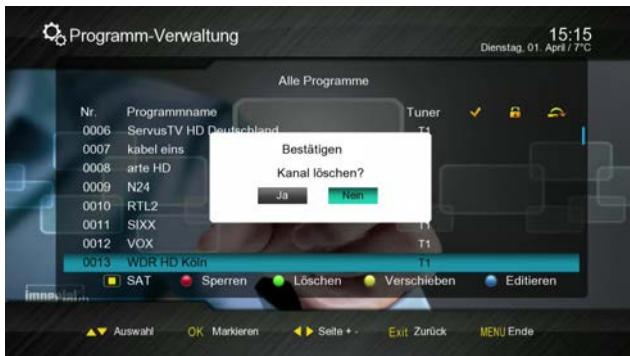 Programm-Verwaltung
15:15
Dienstag, 01. April / 7°C
Alle Programme
Nr. Programmname Tuner
0006 ServusTV HD Deutschland T1
0007 kabel eins
0008 arte HD
0009 N24
0010 RTL2
0011 SIXX T1
0012 VOX T1
0013 WDR HD Köln T1
Bestätigen
Kanal löschen?
Ja Nein
SAT Sperren Löschen Verschieben Editieren
Auswahl OK Markieren Seite + - Exit Zurück MENU Ende